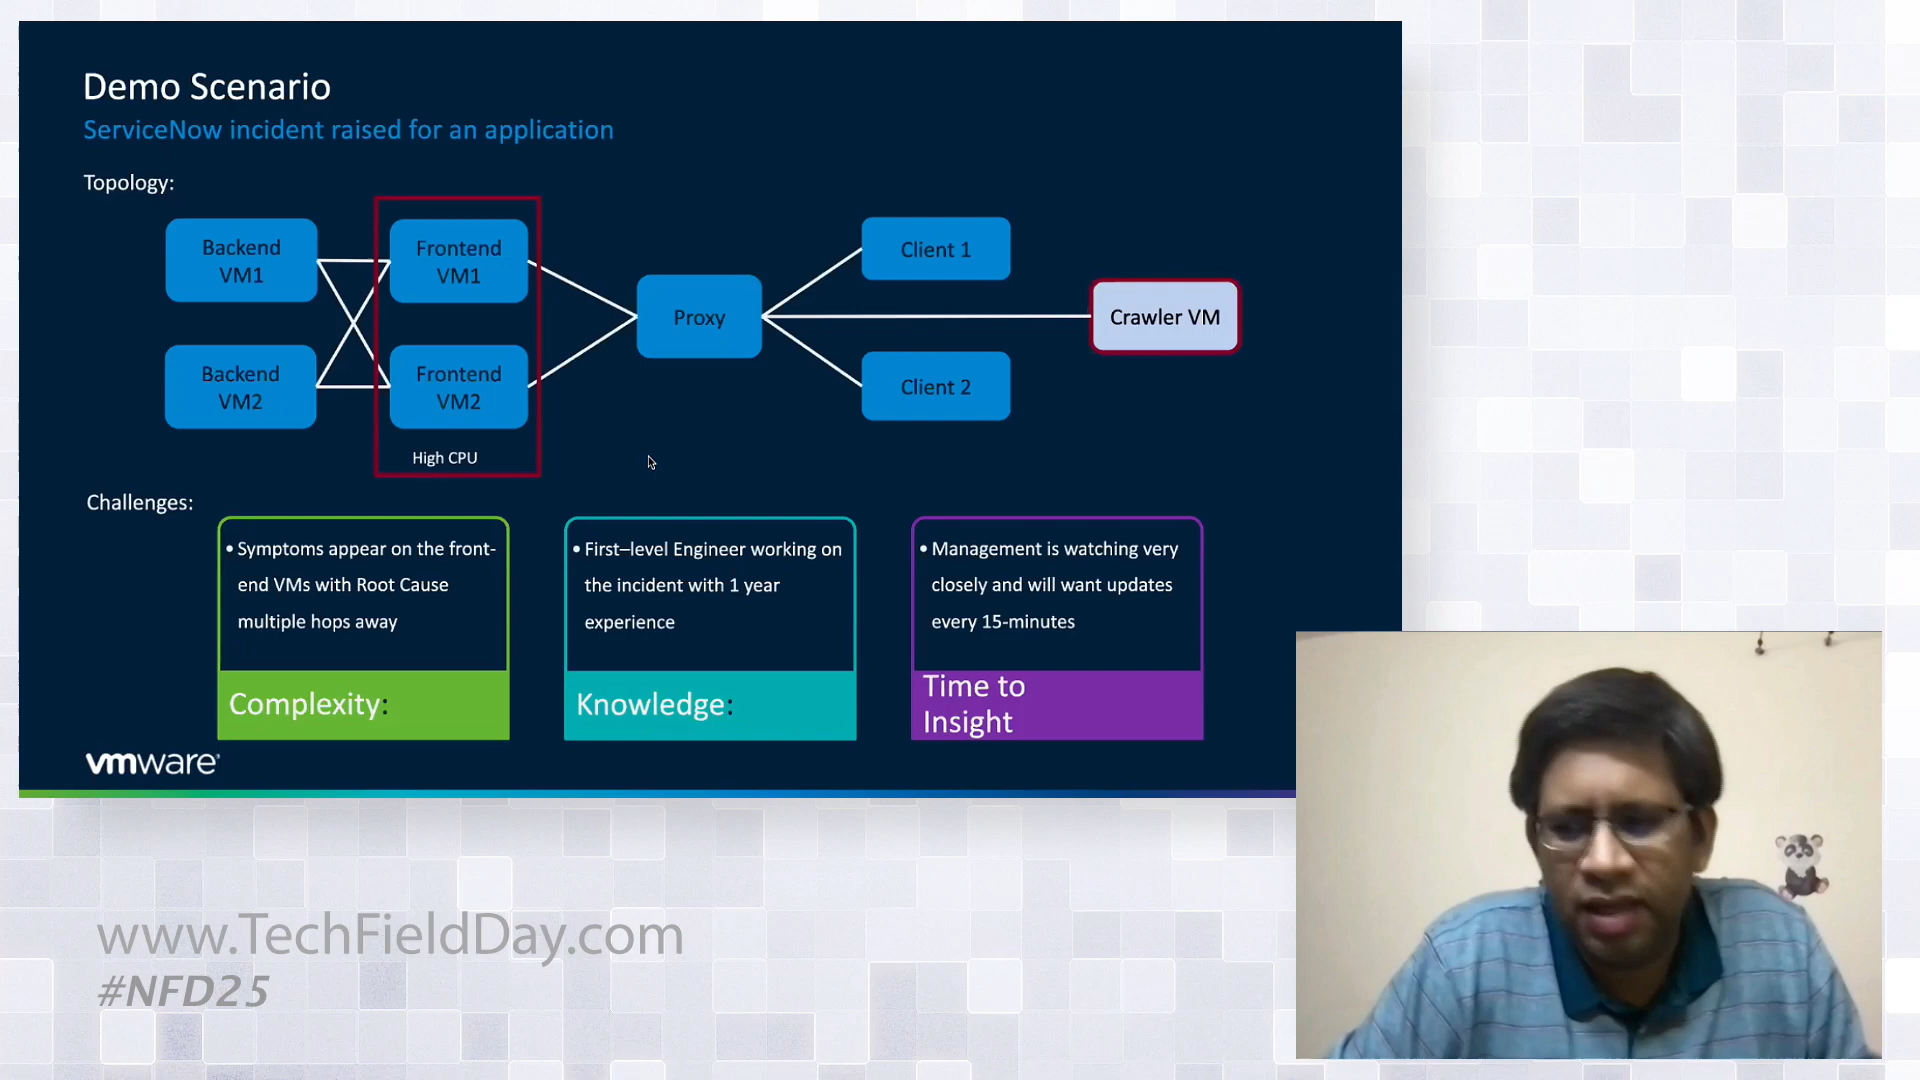 Demo Scenario
ServiceNow incident raised for an application
Topology:
Backend
VM1
Frontend
VM1
Client 1
Proxy
Crawler VM
Backend
VM2
Frontend
VM2
Client 2
High CPU
Challenges:
• Symptoms appear on the front-
end VMs with Root Cause
multiple hops away
Complexity:
• First–level Engineer working on
the incident with 1 year
experience
Knowledge:
• Management is watching very
closely and will want updates
every 15-minutes
Time to
Insight
vmware®
www.TechFieldDay.com
#NFD25